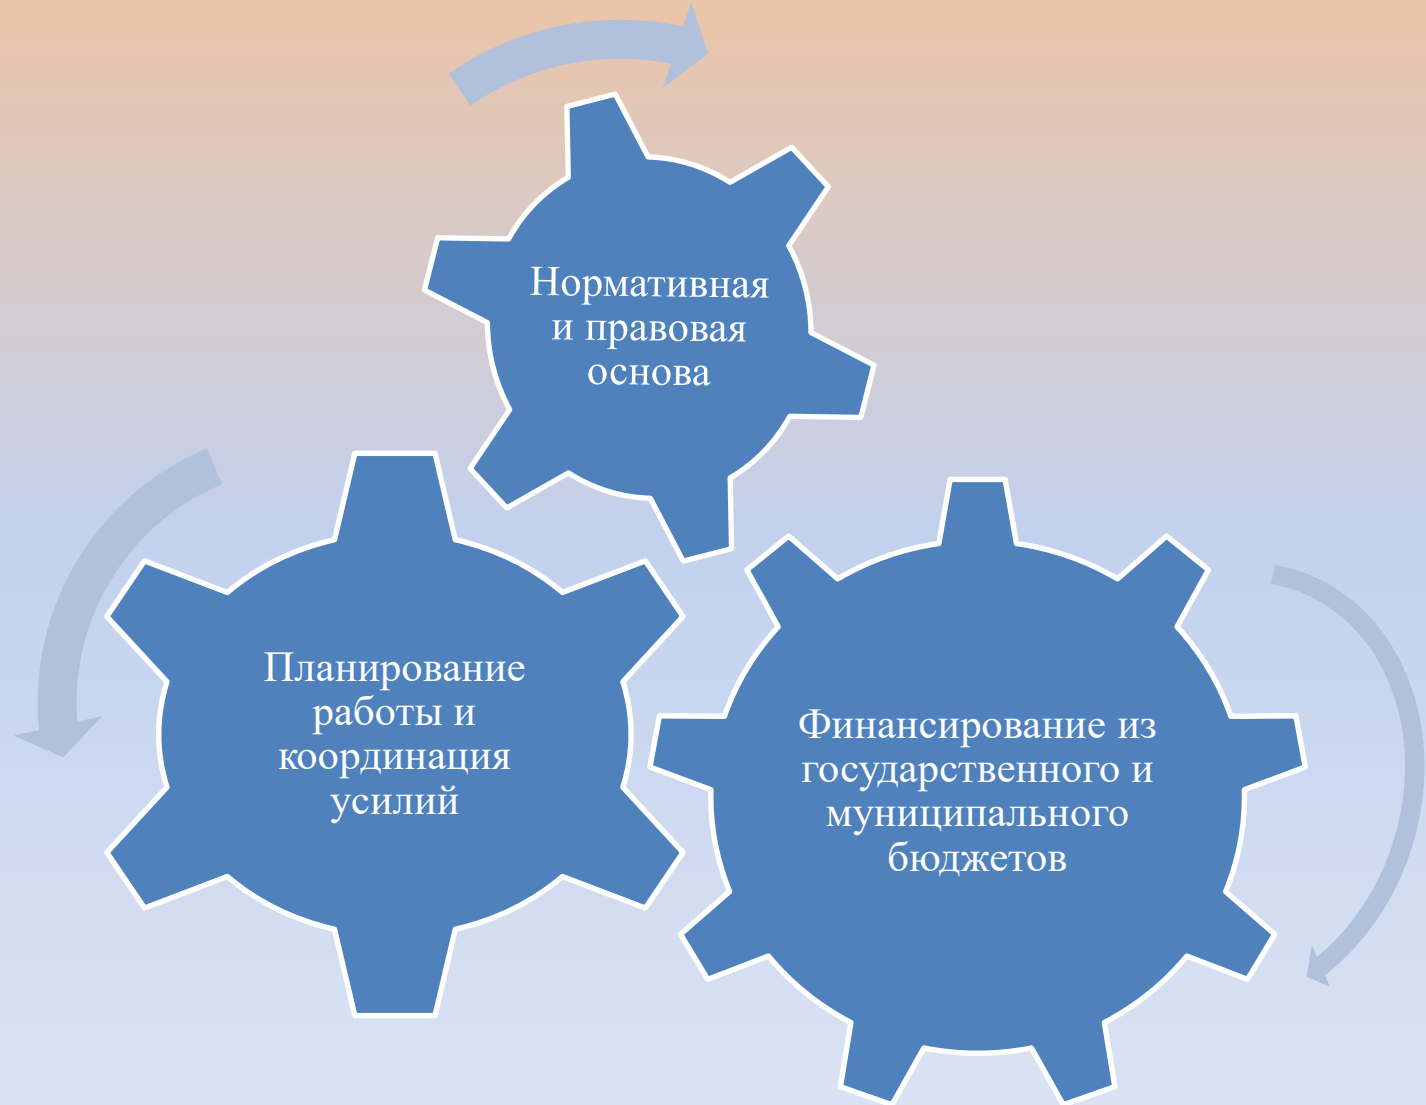 Нормативная
и правовая
основа
Планирование
работы и
координация
усилий
Финансирование из
государственного и
муниципального
бюджетов